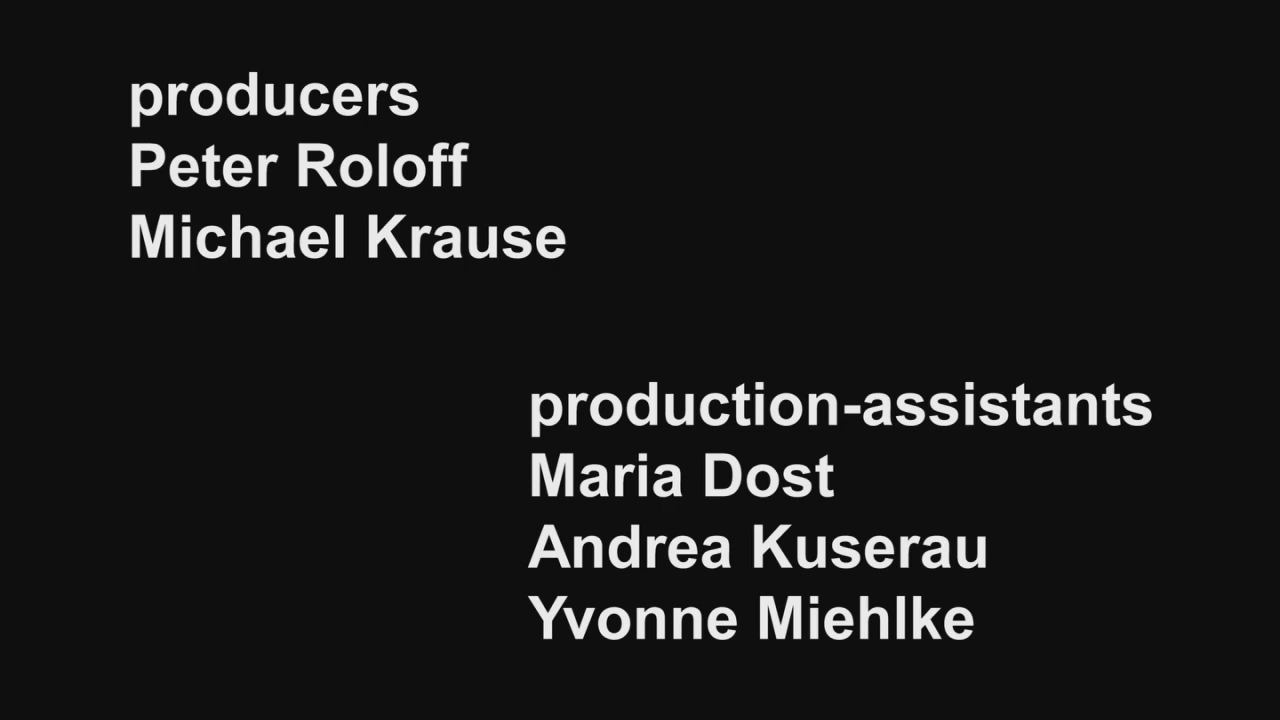 producers
Peter Roloff
Michael Krause
production-assistants
Maria Dost
Andrea Kuserau
Yvonne Miehlke